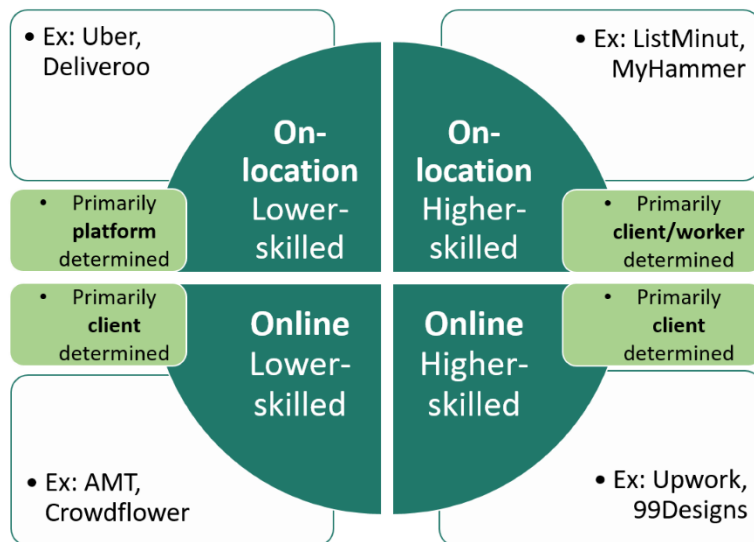 • Ex: Uber,
Deliveroo
• Ex: ListMinut,
MyHammer
On-
location
Lower-
skilled
On-
location
Higher-
skilled
• Primarily
platform
determined
• Primarily
client/worker
determined
• Primarily
client
determined
• Primarily
client
determined
Online
Lower-
skilled
Online
Higher-
skilled
• Ex: AMT,
Crowdflower
• Ex: Upwork,
99Designs